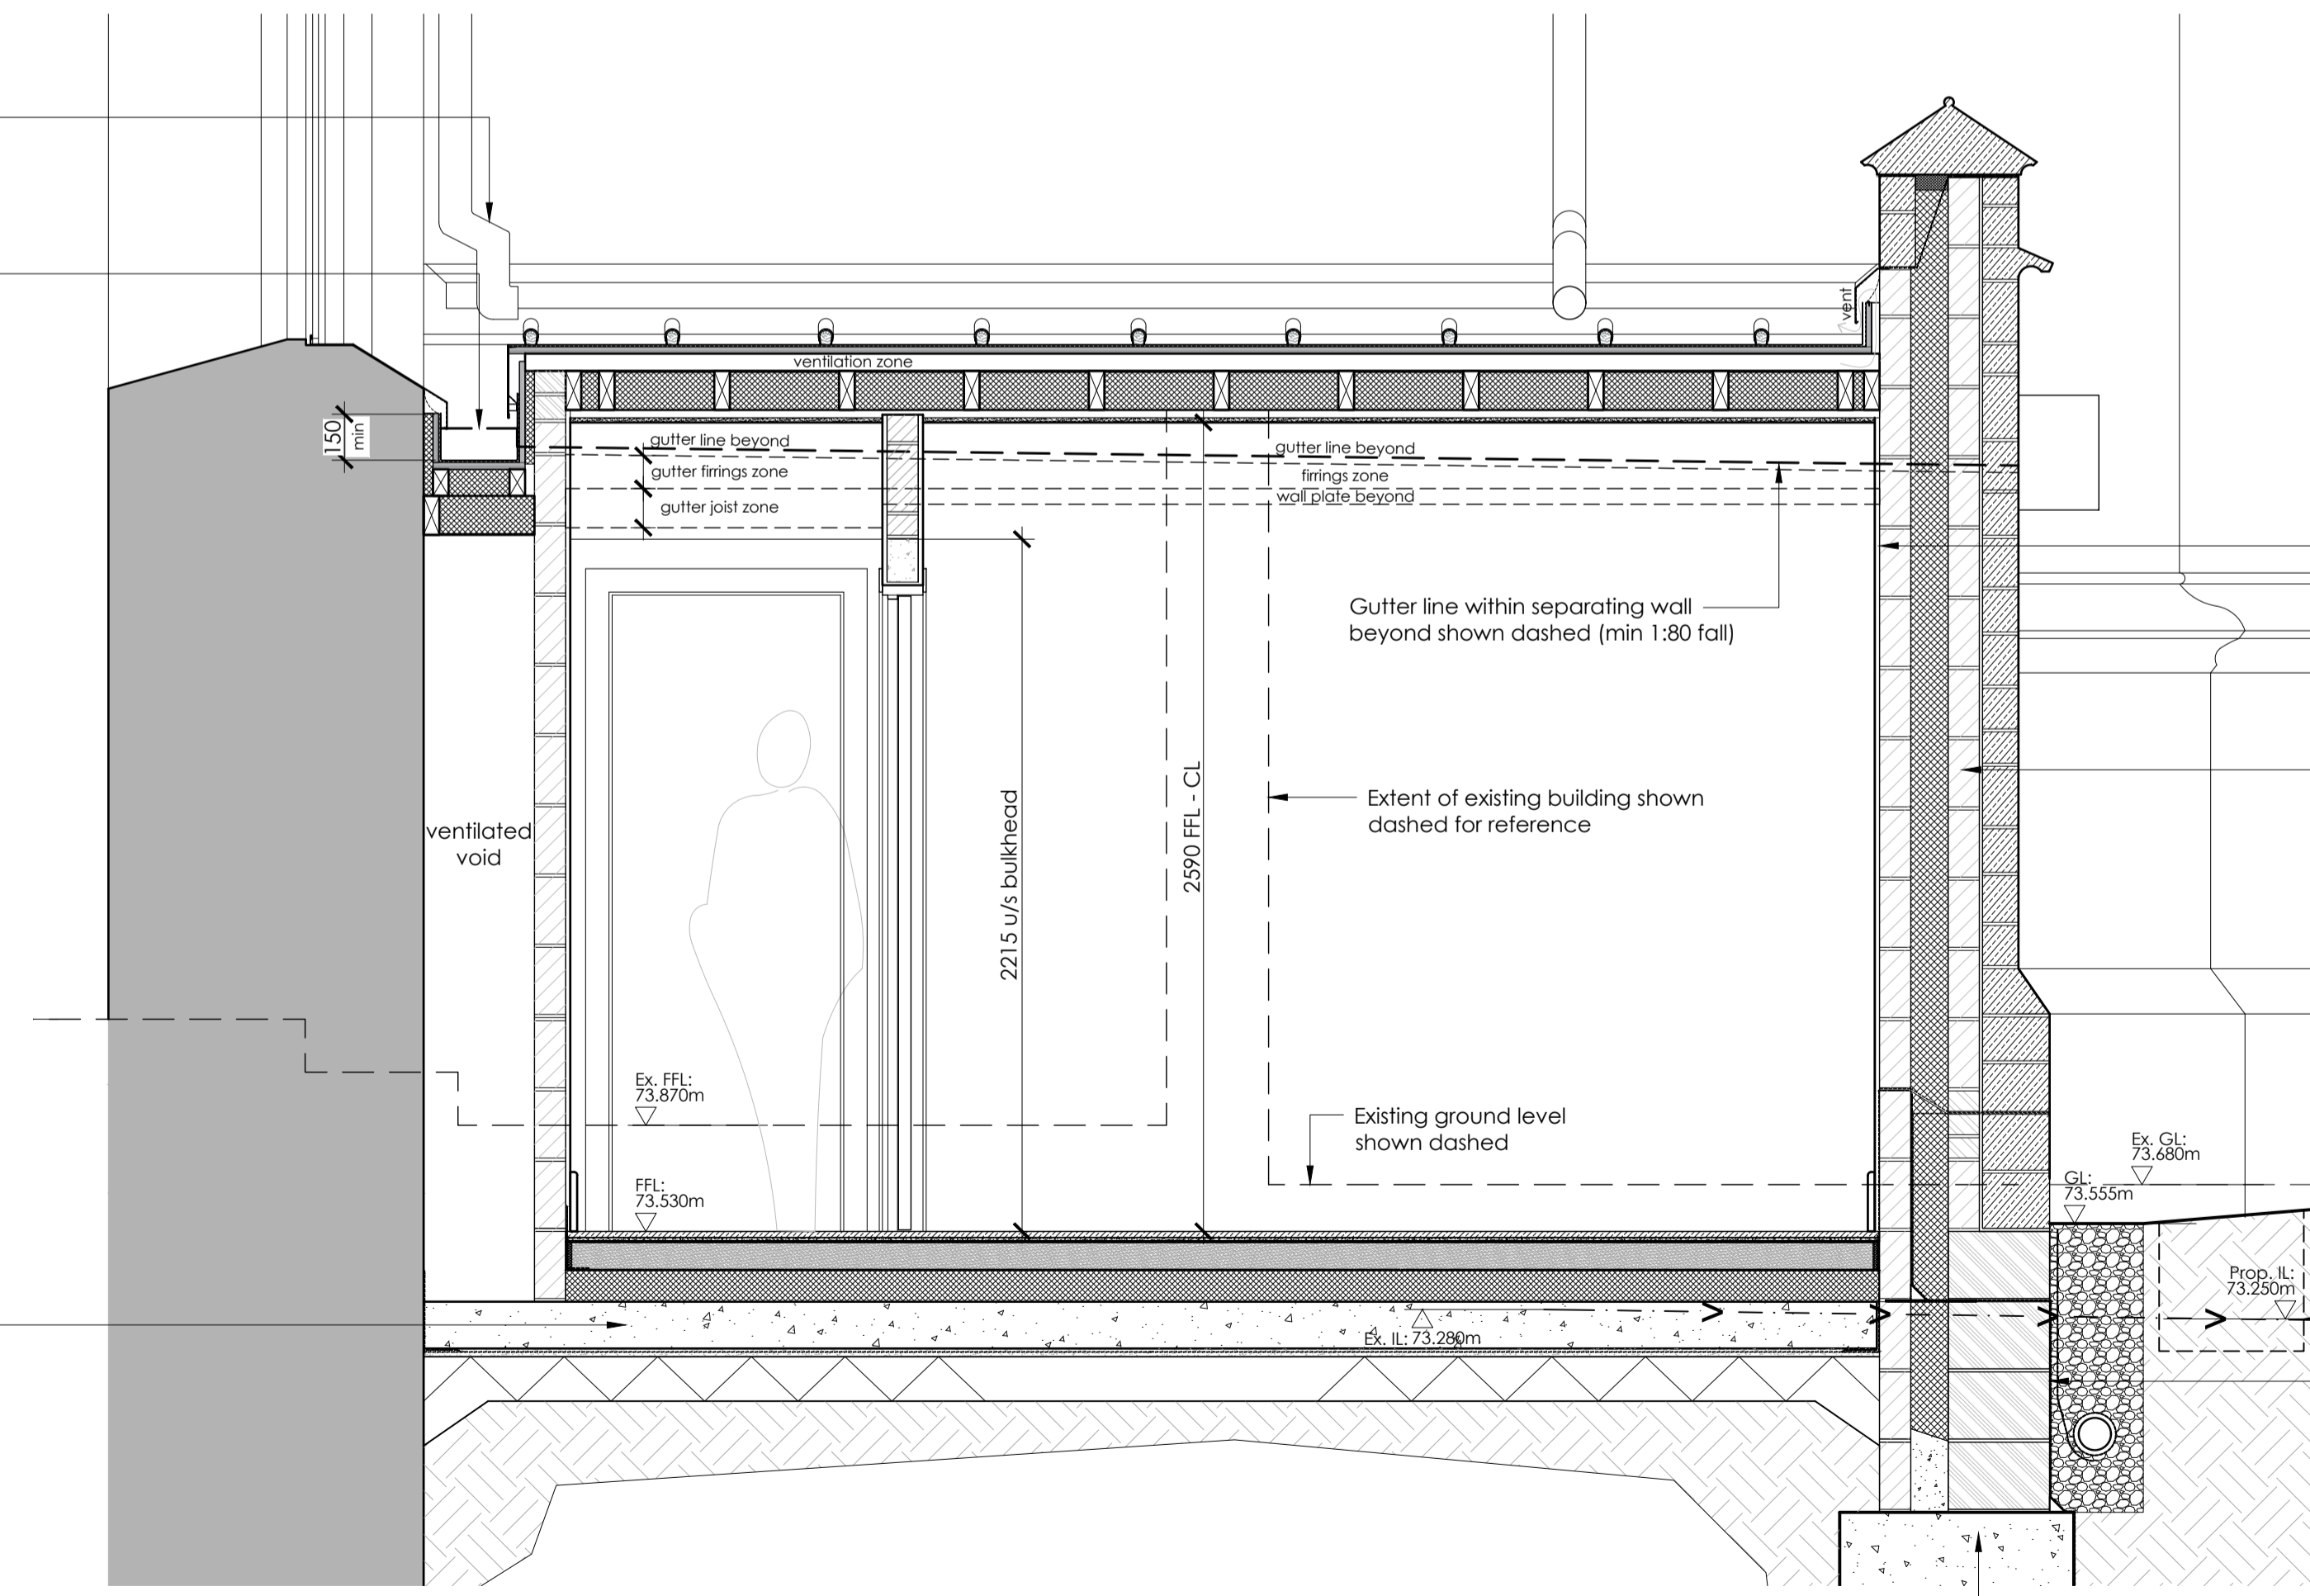 vent
ventilation zone
150
min
gutter line beyond
gutter line beyond
gutter firrings zone
firrings zone
wall plate beyond
gutter joist zone
Gutter line within separating wall
beyond shown dashed (min 1:80 fall)
ventilated
void
2215 u/s bulkhead
2590 FFL - CL
Extent of existing building shown
dashed for reference
Ex. FFL:
73.870m
Existing ground level
shown dashed
Ex. GL:
73.680m
FFL:
73.530m
GL:
73.555m
Prop. IL:
73.250m
Ex. IL: 73.280m